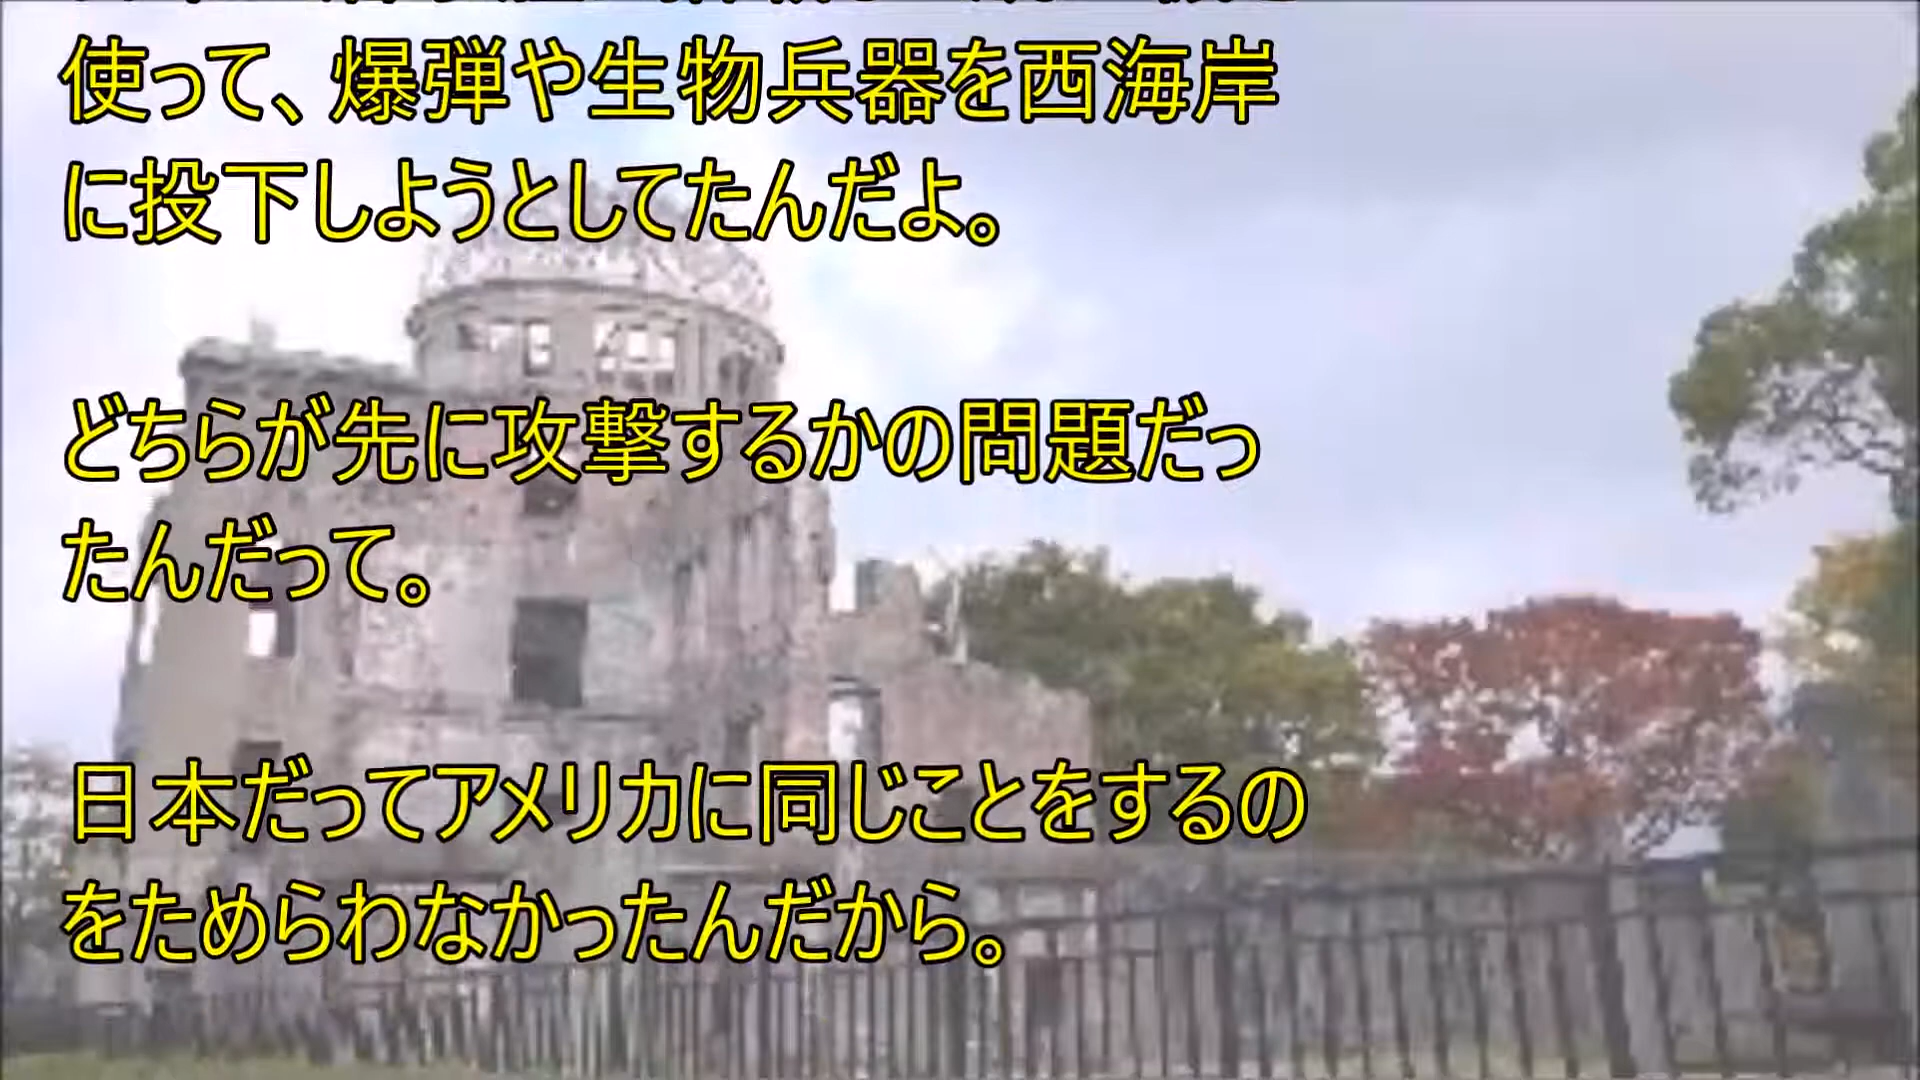 使って、爆弾や生物兵器を西海岸
に投下しようとしてたんだよ。
どちらが先に攻撃するかの問題だっ
たんだって。
日本だってアメリカに同じことをするの
をためらわなかったんだから。